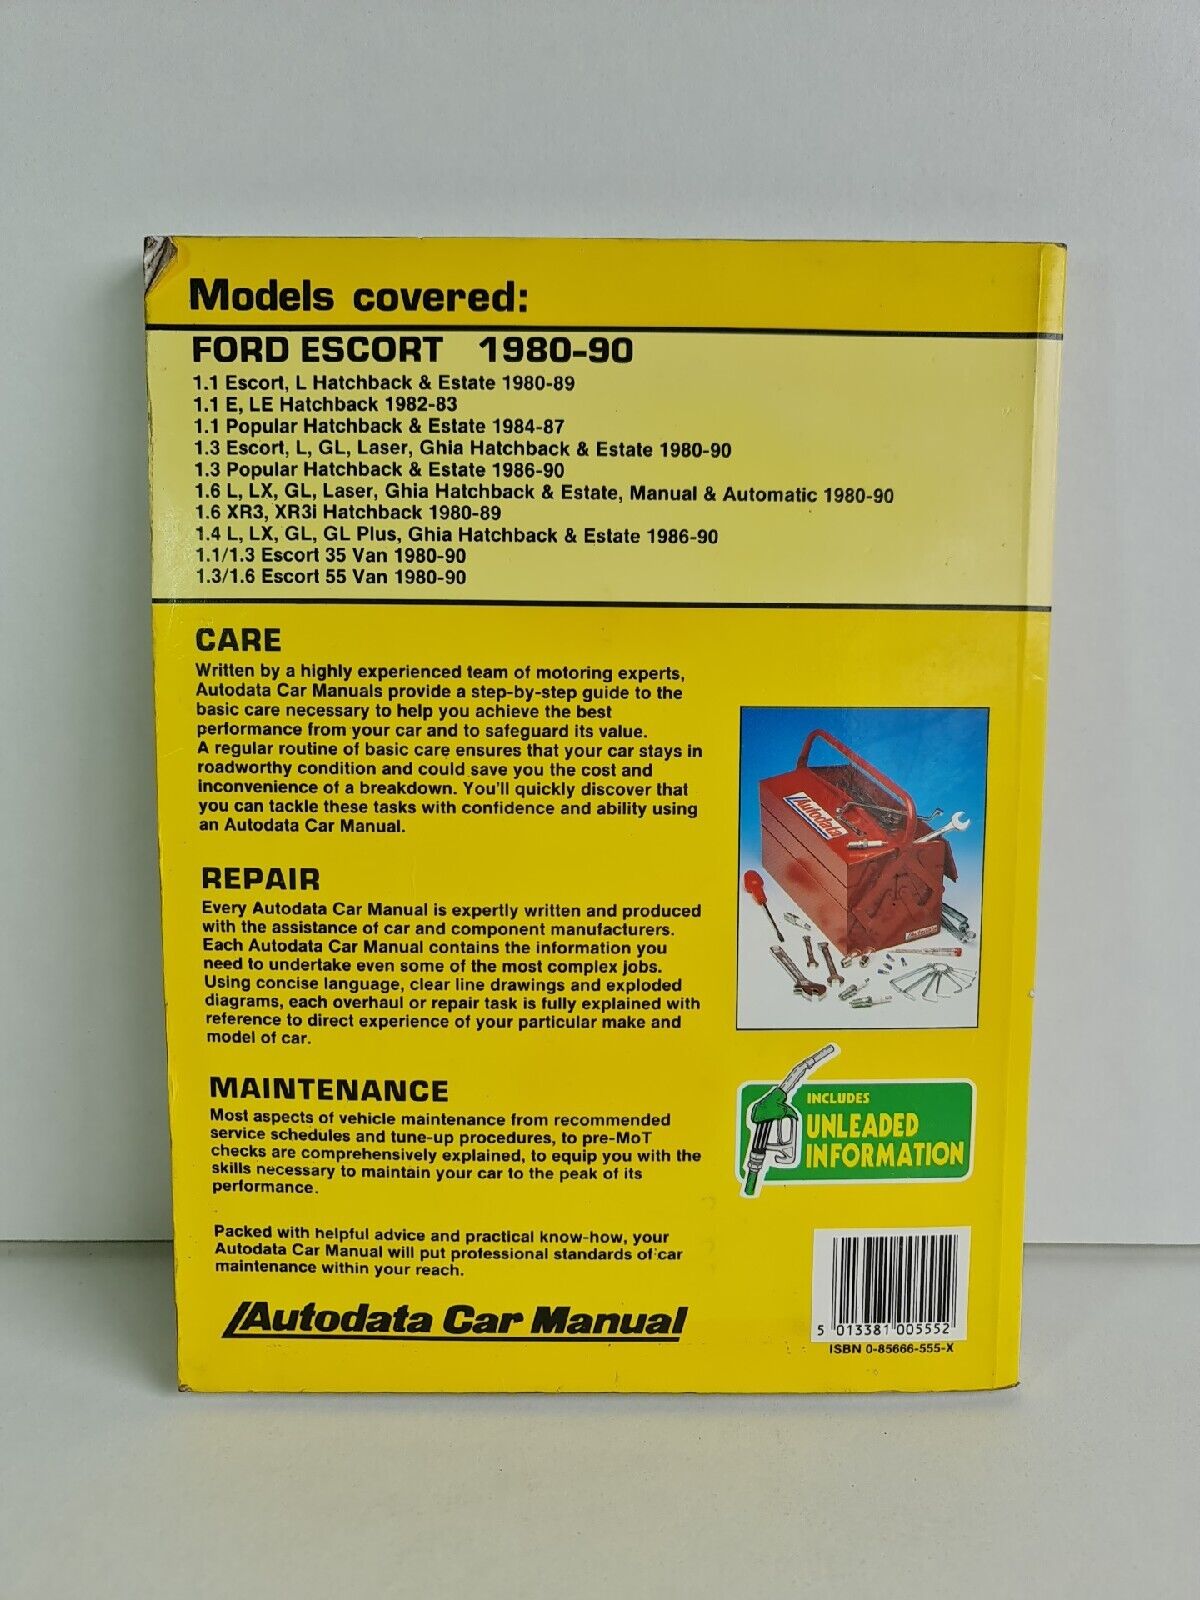 Models covered:
FORD ESCORT 1980-90
1.1 Escort, L Hatchback & Estate 1980-89
1.1 E, LE Hatchback 1982-83
1.1 Popular Hatchback & Estate 1984-87
1.3 Escort, L, GL, Laser, Ghia Hatchback & Estate 1980-90
1.3 Popular Hatchback & Estate 1986-90
1.6 L, LX, GL, Laser, Ghia Hatchback & Estate, Manual & Automatic 1980-90
1.6 XR3, XR3i Hatchback 1980-89
1.4 L, LX, GL, GL Plus, Ghia Hatchback & Estate 1986-90
1.1/1.3 Escort 35 Van 1980-90
1.3/1.6 Escort 55 Van 1980-90
CARE
Written by a highly experienced team of motoring experts,
Autodata Car Manuals provide a step-by-step guide to the
basic care necessary to help you achieve the best
performance from your car and to safeguard its value.
A regular routine of basic care ensures that your car stays in
roadworthy condition and could save you the cost and
inconvenience of a breakdown. You'll quickly discover that
you can tackle these tasks with confidence and ability using
an Autodata Car Manual.
REPAIR
Every Autodata Car Manual is expertly written and produced
with the assistance of car and component manufacturers.
Each Autodata Car Manual contains the information you
need to undertake even some of the most complex jobs.
Using concise language, clear line drawings and exploded
diagrams, each overhaul or repair task is fully explained with
reference to direct experience of your particular make and
model of car.
MAINTENANCE
Most aspects of vehicle maintenance from recommended
service schedules and tune-up procedures, to pre-MoT
checks are comprehensively explained, to equip you with the
skills necessary to maintain your car to the peak of its
performance.
Packed with helpful advice and practical know-how, your
Autodata Car Manual will put professional standards of car
maintenance within your reach.
Autodata Car Manual
Autodata
Autodata
INCLUDES
UNLEADED
INFORMATION
5 013381 005552
ISBN 0-85666-555-X